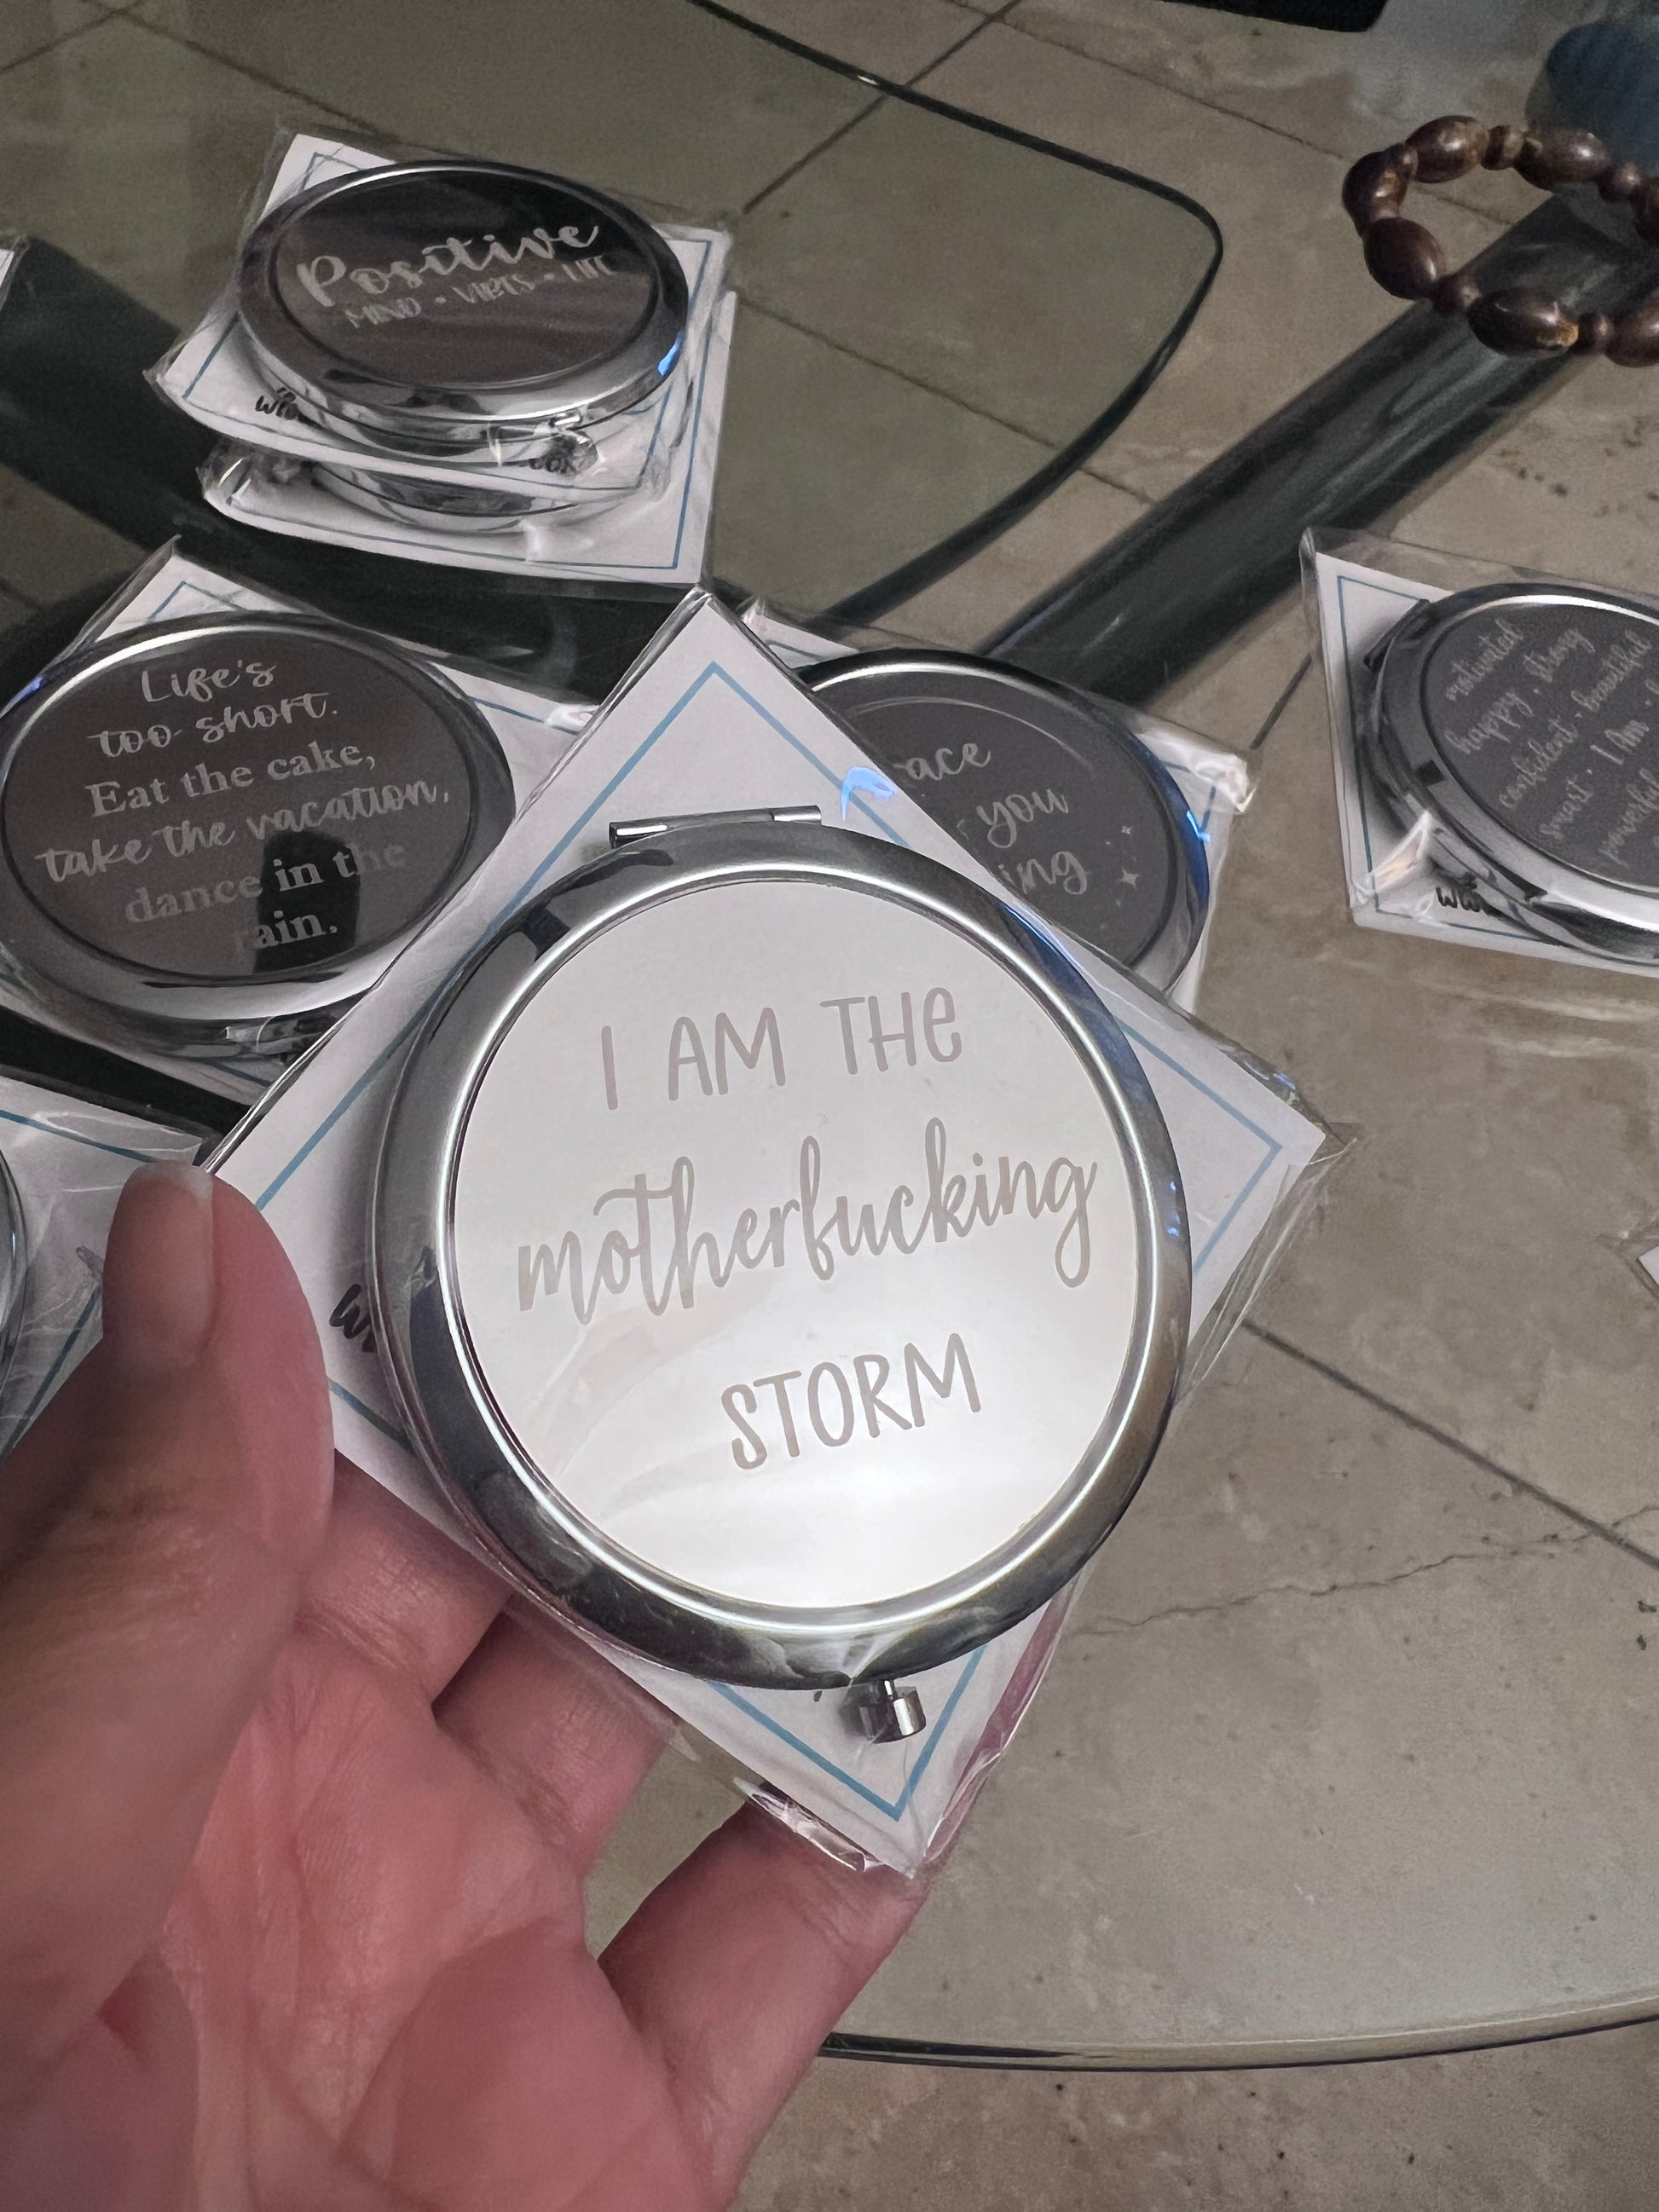 Positive
MIND • VIBES • LIFE
Life's
too short.
Eat the cake,
take the vacation,
dance in the
rain.
you
motivated
happy • strong
confident • beautiful
smart • I Am •
powerful
I AM THE
motherfucking
STORM